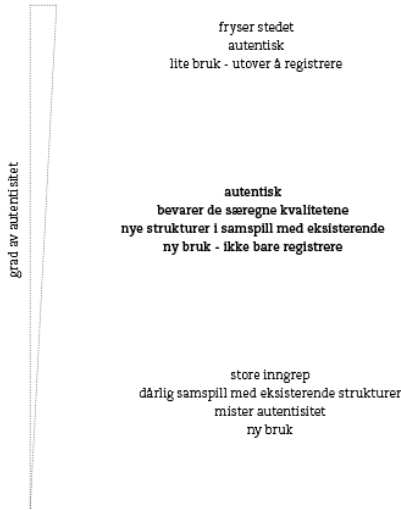 fryser stedet
autentisk
lite bruk - utover å registrere
grad av autentisitet
autentisk
bevarer de særegne kvalitetene
nye strukturer i samspill med eksisterende
ny bruk - ikke bare registrere
store inngrep
dårlig samspill med eksisterende strukturer
mister autentisitet
ny bruk